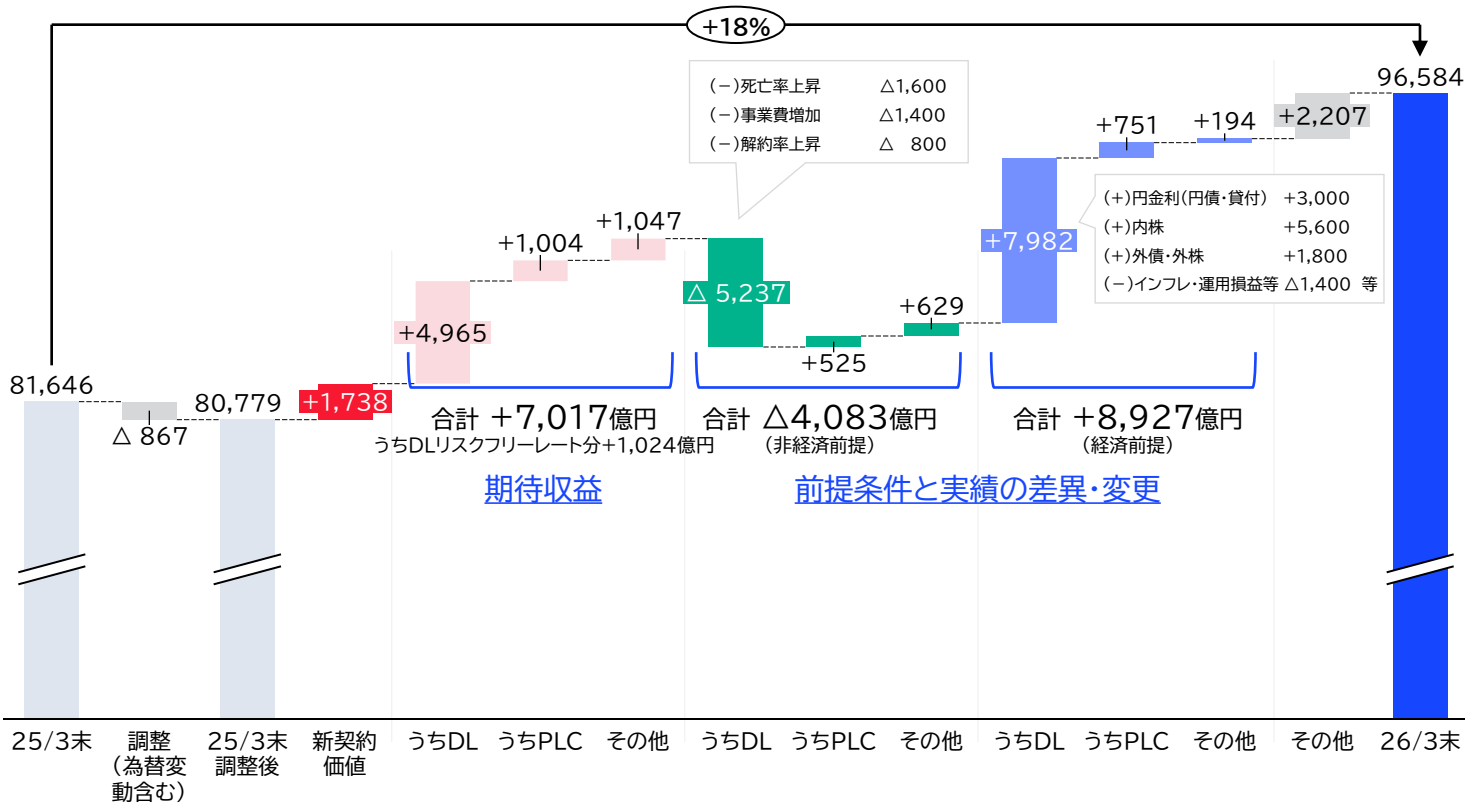 +18%
(−)死亡率上昇 △1,600
(−)事業費増加 △1,400
(−)解約率上昇 △ 800
96,584
+2,207
+194
+751
(+)円金利(円債・貸付) +3,000
(+)内株 +5,600
(+)外債・外株 +1,800
(−)インフレ・運用損益等 △1,400 等
+7,982
+1,047
+1,004
+4,965
△ 5,237
+629
+525
81,646
△ 867
80,779
+1,738
合計 +7,017億円
うちDLリスクフリーレート分+1,024億円
期待収益
合計 △4,083億円
(非経済前提)
合計 +8,927億円
(経済前提)
前提条件と実績の差異・変更
25/3末
調整
(為替変
動含む)
25/3末
調整後
新契約
価値
うちDL
うちPLC
その他
うちDL
うちPLC
その他
うちDL
うちPLC
その他
その他
26/3末